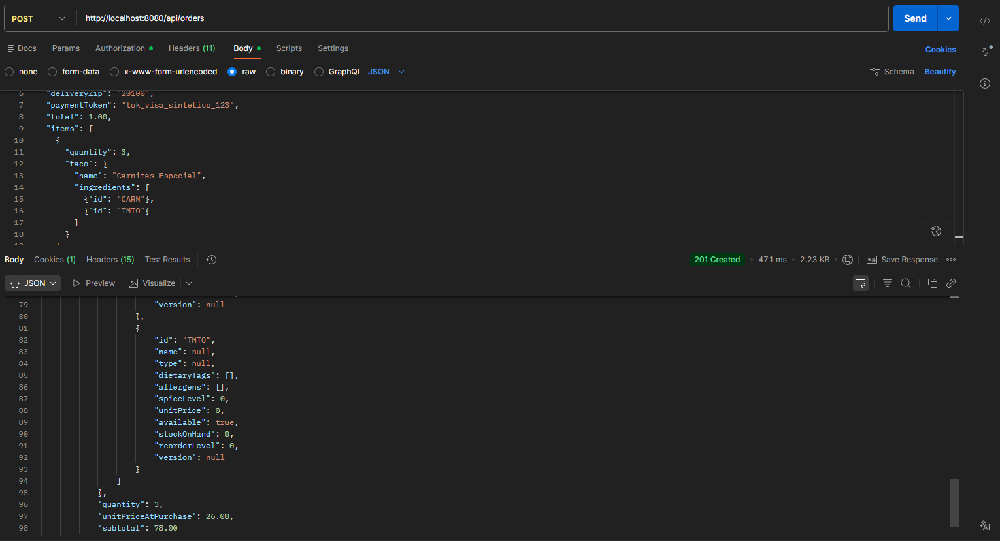 POST http://localhost:8080/api/orders Send
Docs Params Authorization Headers (11) Body Scripts Settings Cookies
none form-data x-www-form-urlencoded raw binary GraphQL JSON Schema Beautify
6 "deliveryZip": "20100",
7 "paymentToken": "tok_visa_sintetico_123",
8 "total": 1.00,
9 "items": [
10 {
11 "quantity": 3,
12 "taco": {
13 "name": "Carnitas Especial",
14 "ingredients": [
15 {"id": "CARN"},
16 {"id": "TMTO"}
17 ]
18 }
Body Cookies (1) Headers (15) Test Results 201 Created 471 ms 2.23 KB e.g. Save Response
{} JSON Preview Visualize
79 "version": null
80 },
81 {
82 "id": "TMTO",
83 "name": null,
84 "type": null,
85 "dietaryTags": [],
86 "allergens": [],
87 "spiceLevel": 0,
88 "unitPrice": 0,
89 "available": true,
90 "stockOnHand": 0,
91 "reorderLevel": 0,
92 "version": null
93 }
94 ]
95 },
96 "quantity": 3,
97 "unitPriceAtPurchase": 26.00,
98 "subtotal": 78.00
AI